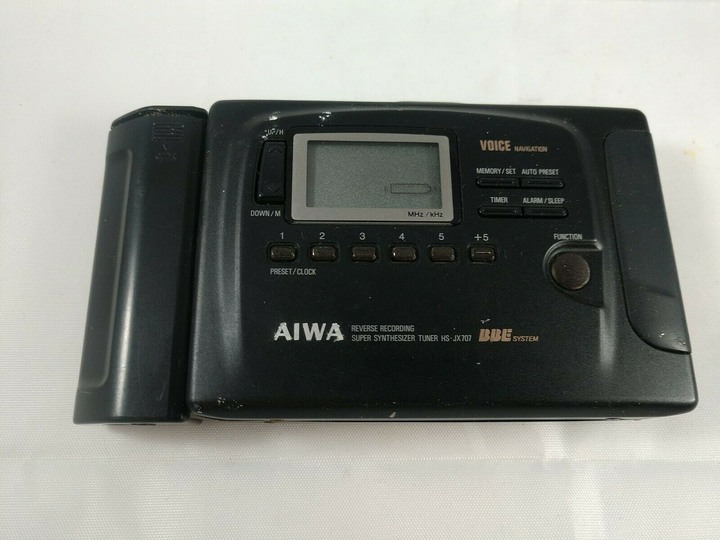 UP/H
DOWN/M
MHz / kHz
VOICE NAVIGATION
MEMORY/SET AUTO PRESET
TIMER ALARM/SLEEP
FUNCTION
1 2 3 4 5 +5
PRESET/CLOCK
AIWA REVERSE RECORDING
SUPER SYNTHESIZER TUNER HS-JX707
BBE SYSTEM